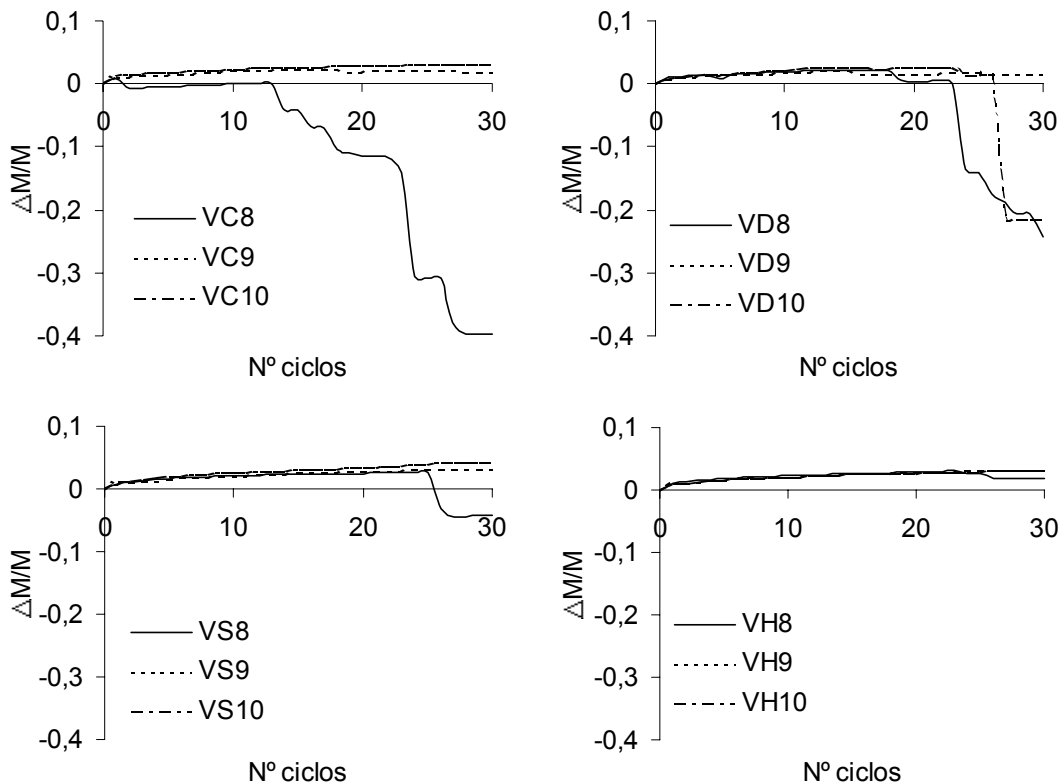 0,1
0
-0,1
-0,2
-0,3
-0,4
0 10 20 30
ΔM/M
VC8
VC9
VC10
Nº ciclos
0,1
0
-0,1
-0,2
-0,3
-0,4
0 10 20 30
ΔM/M
VD8
VD9
VD10
Nº ciclos
0,1
0
-0,1
-0,2
-0,3
-0,4
0 10 20 30
ΔM/M
VS8
VS9
VS10
Nº ciclos
0,1
0
-0,1
-0,2
-0,3
-0,4
0 10 20 30
ΔM/M
VH8
VH9
VH10
Nº ciclos